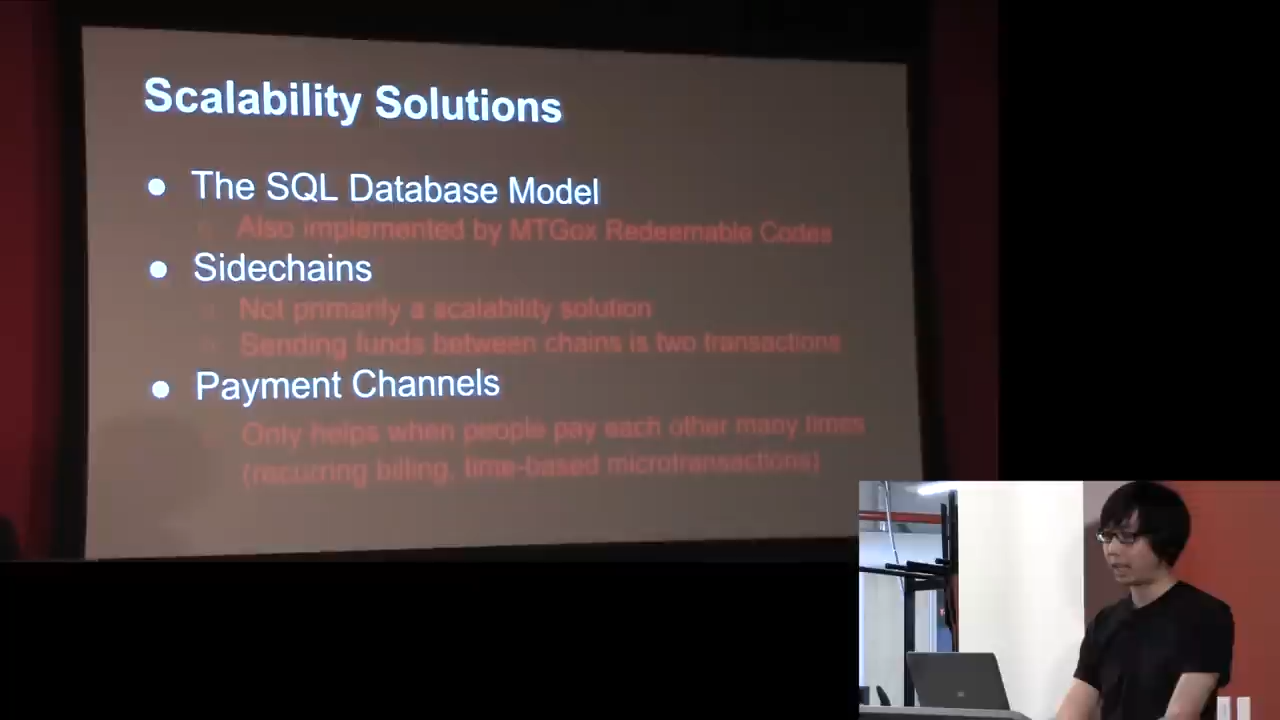 Scalability Solutions
The SQL Database Model
Also implemented by MTGox Redeemable Codes
Sidechains
Not primarily a scalability solution
Sending funds between chains is two transactions
Payment Channels
Only helps when people pay each other many times
(recurring billing, time-based microtransactions)